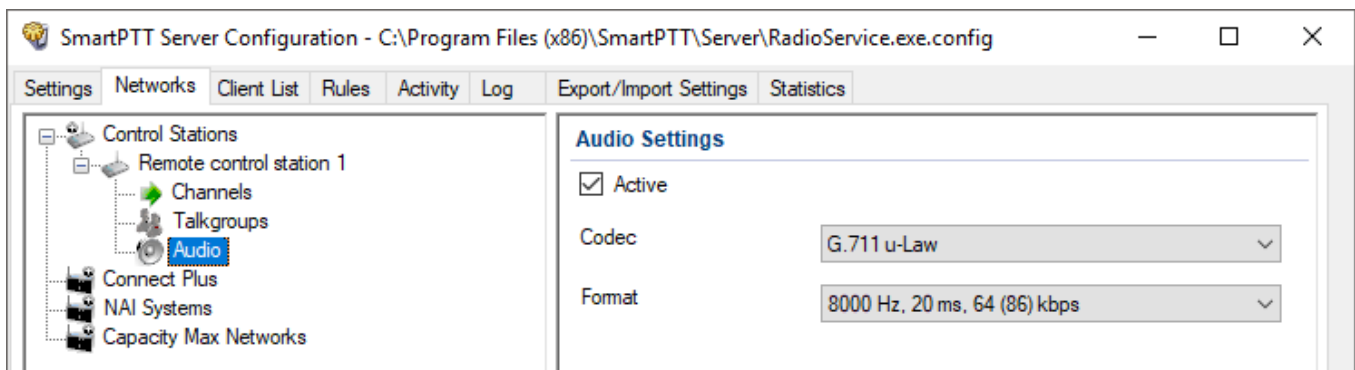 SmartPTT Server Configuration - C:\Program Files (x86)\SmartPTT\Server\RadioService.exe.config
Settings Networks Client List Rules Activity Log Export/Import Settings Statistics
Control Stations
Remote control station 1
Channels
Talkgroups
Audio
Connect Plus
NAI Systems
Capacity Max Networks
Audio Settings
Active
Codec G.711 u-Law
Format 8000 Hz, 20 ms, 64 (86) kbps